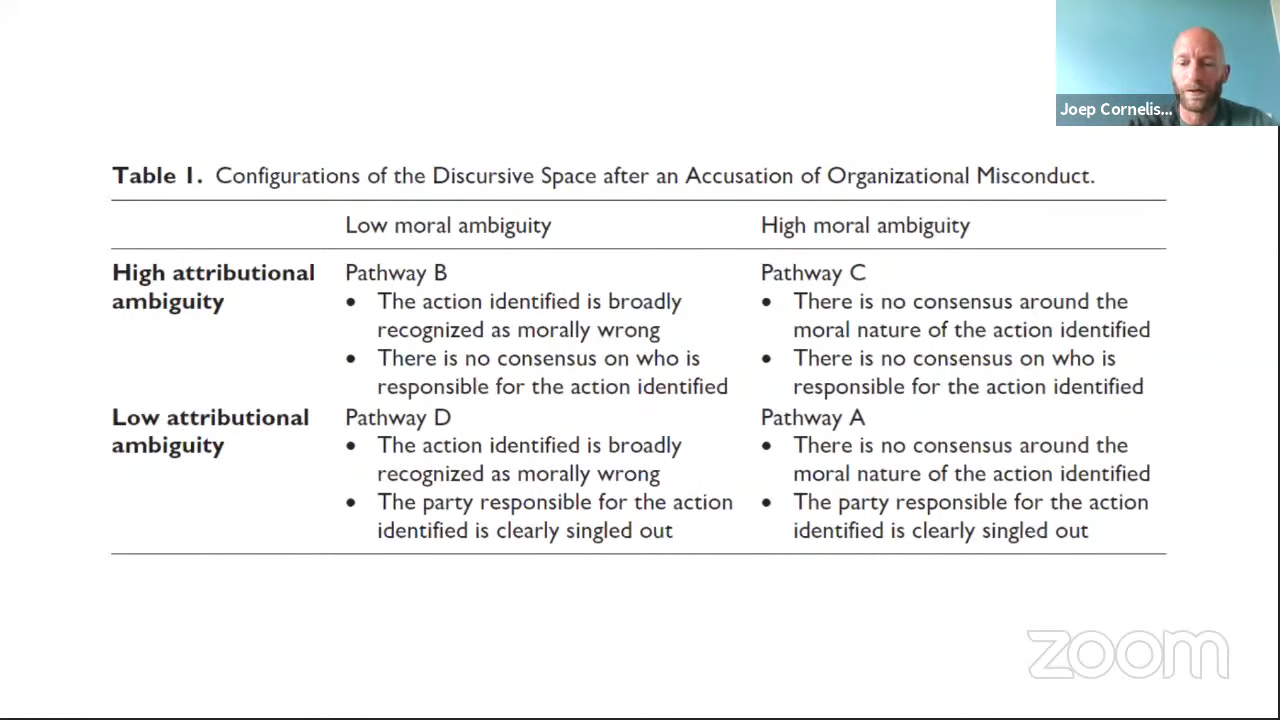 Joep Cornelis...
Table 1. Configurations of the Discursive Space after an Accusation of Organizational Misconduct.
Low moral ambiguity
High moral ambiguity
High attributional
ambiguity
Pathway B
• The action identified is broadly
recognized as morally wrong
• There is no consensus on who is
responsible for the action identified
Pathway C
• There is no consensus around the
moral nature of the action identified
• There is no consensus on who is
responsible for the action identified
Low attributional
ambiguity
Pathway D
• The action identified is broadly
recognized as morally wrong
• The party responsible for the action
identified is clearly singled out
Pathway A
• There is no consensus around the
moral nature of the action identified
• The party responsible for the action
identified is clearly singled out
zoom